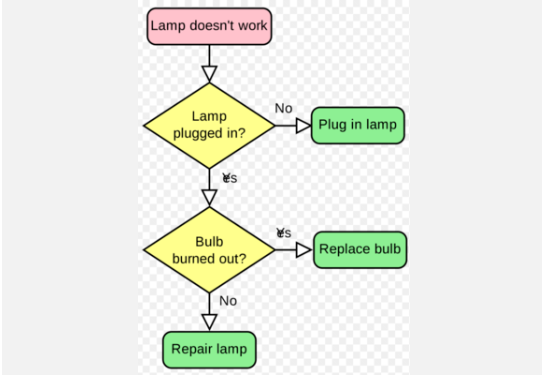 Lamp doesn't work
Lamp
plugged in?
No
Plug in lamp
Yes
Bulb
burned out?
Yes
Replace bulb
No
Repair lamp